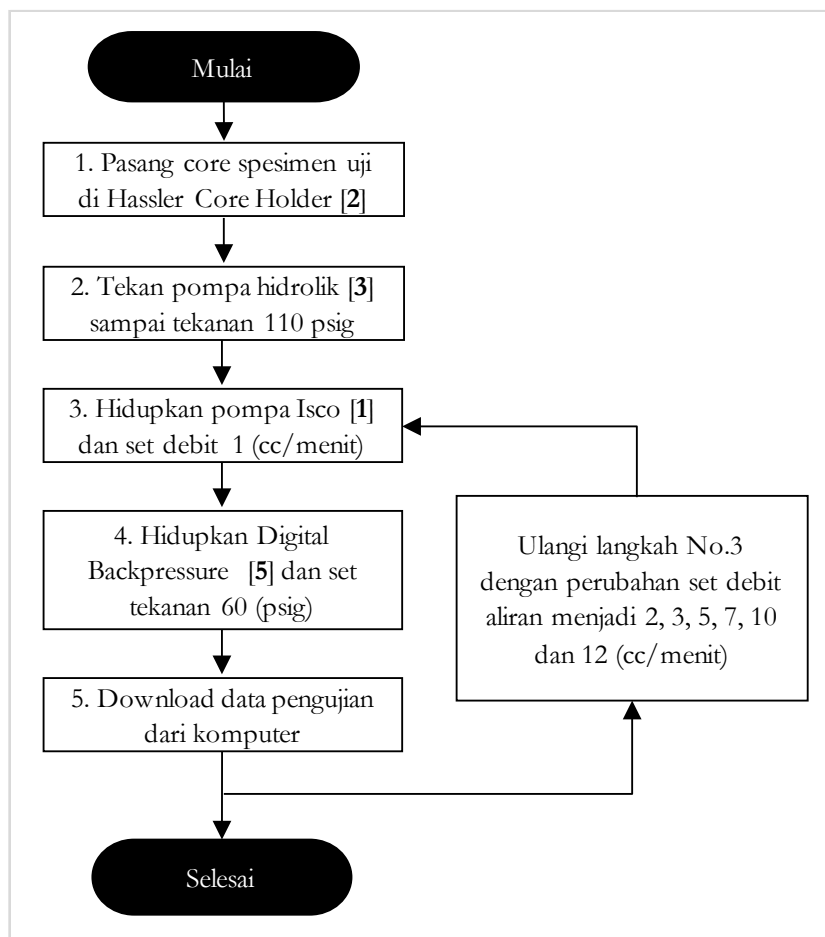 Mulai
1. Pasang core spesimen uji
di Hassler Core Holder [2]
2. Tekan pompa hidrolik [3]
sampai tekanan 110 psig
3. Hidupkan pompa Isco [1]
dan set debit 1 (cc/menit)
4. Hidupkan Digital
Backpressure [5] dan set
tekanan 60 (psig)
5. Download data pengujian
dari komputer
Ulangi langkah No.3
dengan perubahan set debit
aliran menjadi 2, 3, 5, 7, 10
dan 12 (cc/menit)
Selesai